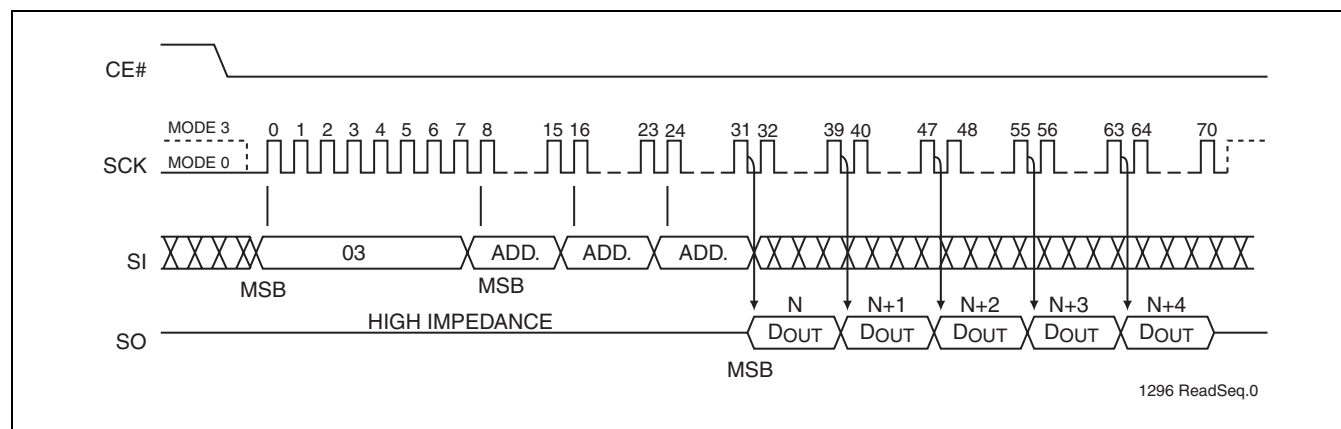 CE#
MODE 3
0 1 2 3 4 5 6 7 8 15 16 23 24 31 32 39 40 47 48 55 56 63 64 70
SCK
MODE 0
SI
03 ADD. ADD. ADD.
MSB MSB
N N+1 N+2 N+3 N+4
HIGH IMPEDANCE
SO
DOUT DOUT DOUT DOUT DOUT
MSB
1296 ReadSeq.0